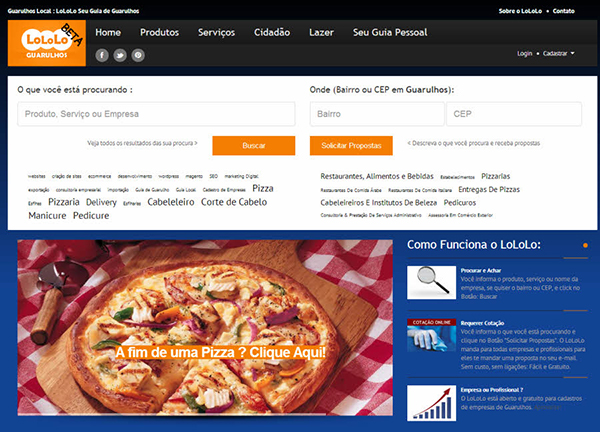 Guarulhos Local : LoLoLo Seu Guia de Guarulhos
Sobre o LoLoLo • Contato
LoLoLo
BETA
GUARULHOS
Home Produtos Serviços Cidadão Lazer Seu Guia Pessoal
Login • Cadastrar
O que você está procurando :
Onde (Bairro ou CEP em Guarulhos):
Produto, Serviço ou Empresa
Bairro
CEP
Veja todos os resultados das sua procura >
Buscar
Solicitar Propostas
< Descreva o que você procura e receba propostas
websites criação de sites ecommerce desenvolvimento wordpress magento SEO marketing Digital
exportação consultoria empresarial importação Guia de Guarulho Guia Local Cadastro de Empresas Pizza
Esfihas Pizzaria Delivery Esfiharias Cabeleleiro Corte de Cabelo
Manicure Pedicure
Restaurantes, Alimentos e Bebidas Estabelecimentos Pizzarias
Restaurantes De Comida Árabe Restaurantes De Comida Italiana Entregas De Pizzas
Cabeleireiros E Institutos De Beleza Pedicuros
Consultoria & Prestação De Serviços Administrativo Assessoria Em Comércio Exterior
A fim de uma Pizza ? Clique Aqui!
Como Funciona o LoLoLo:
Procurar e Achar
Você informa o produto, serviço ou nome da
empresa, se quiser o bairro ou CEP, e click no
Botão: Buscar
COTAÇÃO ONLINE
Requerer Cotação
Você informa o que você está procurando e
clique no Botão "Solicitar Propostas". O LoLoLo
manda para todas empresas e profissionais para
eles te mandar uma proposta no seu e-mail.
Sem custo, sem ligações: Fácil e Gratuito.
Empresa ou Profissional ?
O LoLoLo está aberto e gratuito para cadastros
de empresas de Guarulhos.